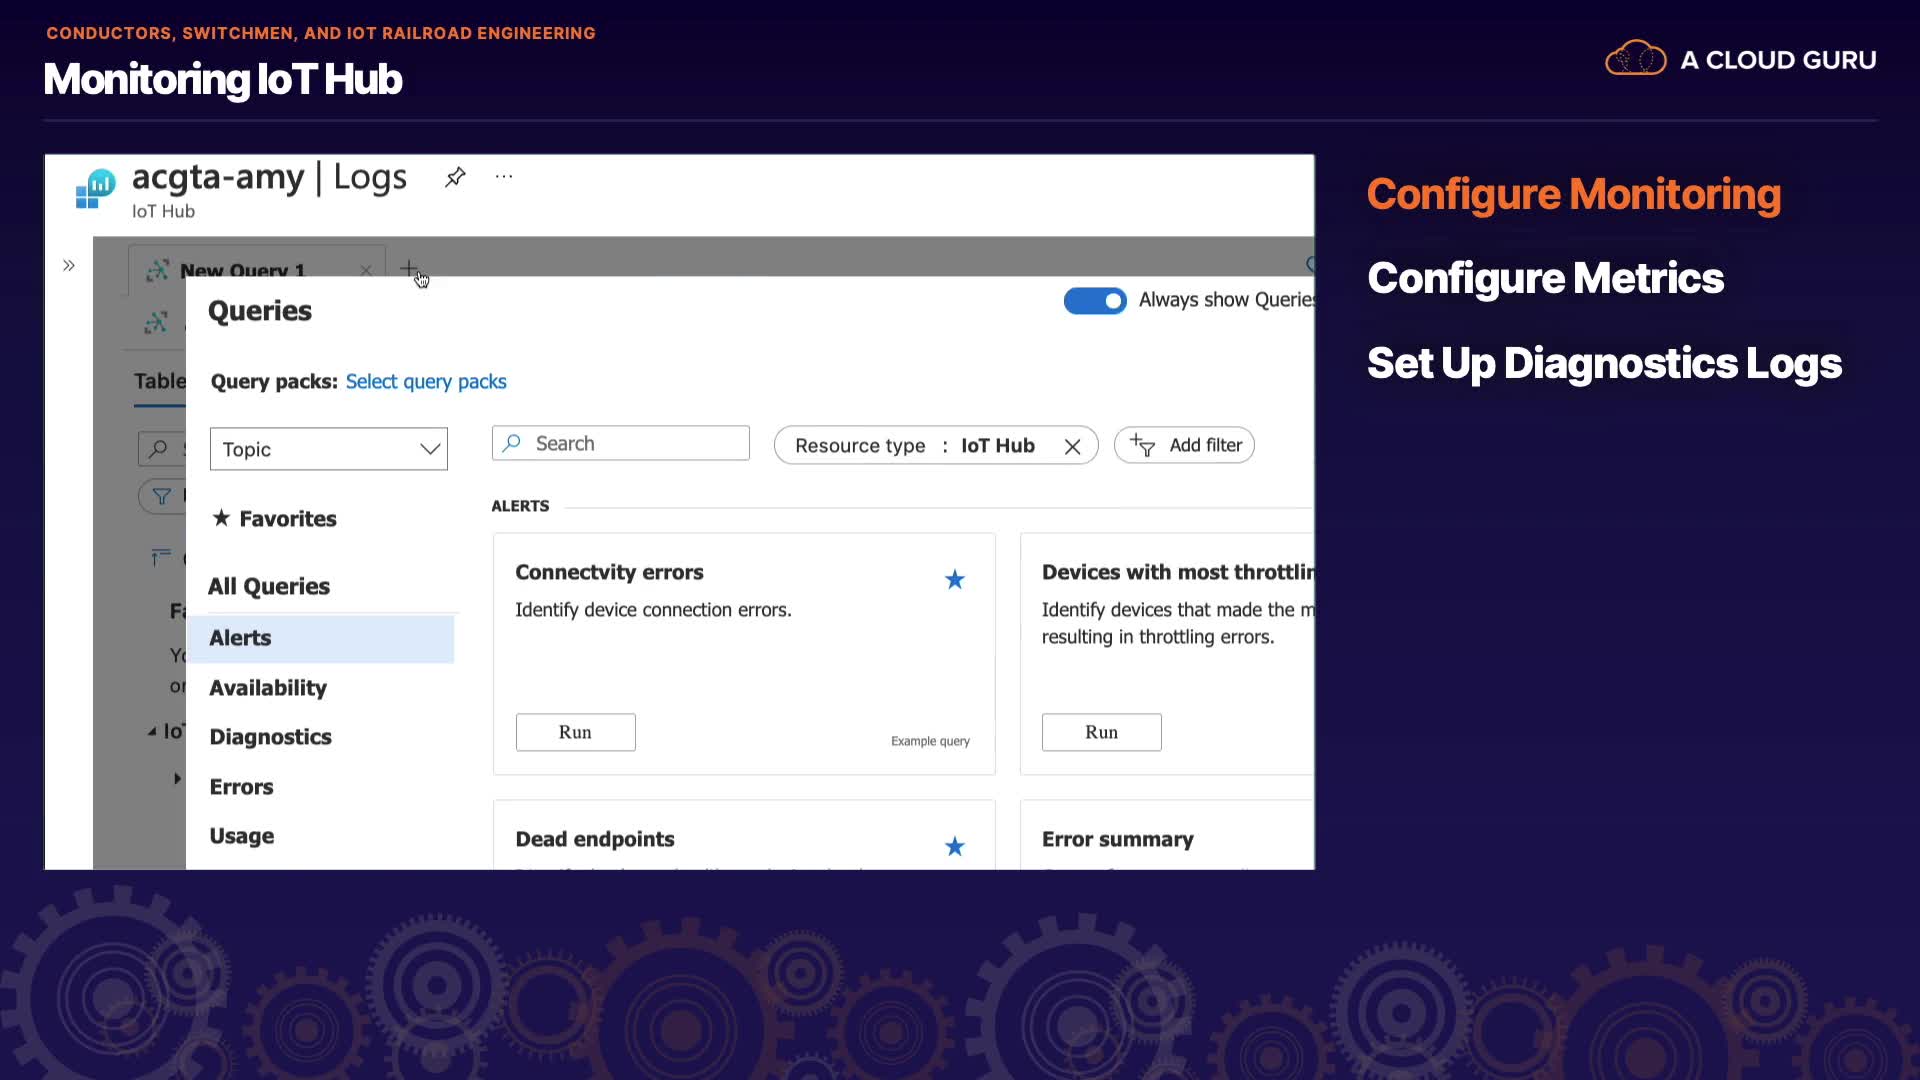 CONDUCTORS, SWITCHMEN, AND IOT RAILROAD ENGINEERING
Monitoring IoT Hub
A CLOUD GURU
acgta-amy | Logs
IoT Hub
New Query 1
Queries
Always show Queries
Query packs: Select query packs
Table
Topic
Search
Resource type : IoT Hub
Add filter
Favorites
ALERTS
All Queries
Alerts
Availability
Diagnostics
Errors
Usage
Connectvity errors
Identify device connection errors.
Run
Example query
Devices with most throttlin
Identify devices that made the m
resulting in throttling errors.
Run
Dead endpoints
Error summary
Configure Monitoring
Configure Metrics
Set Up Diagnostics Logs